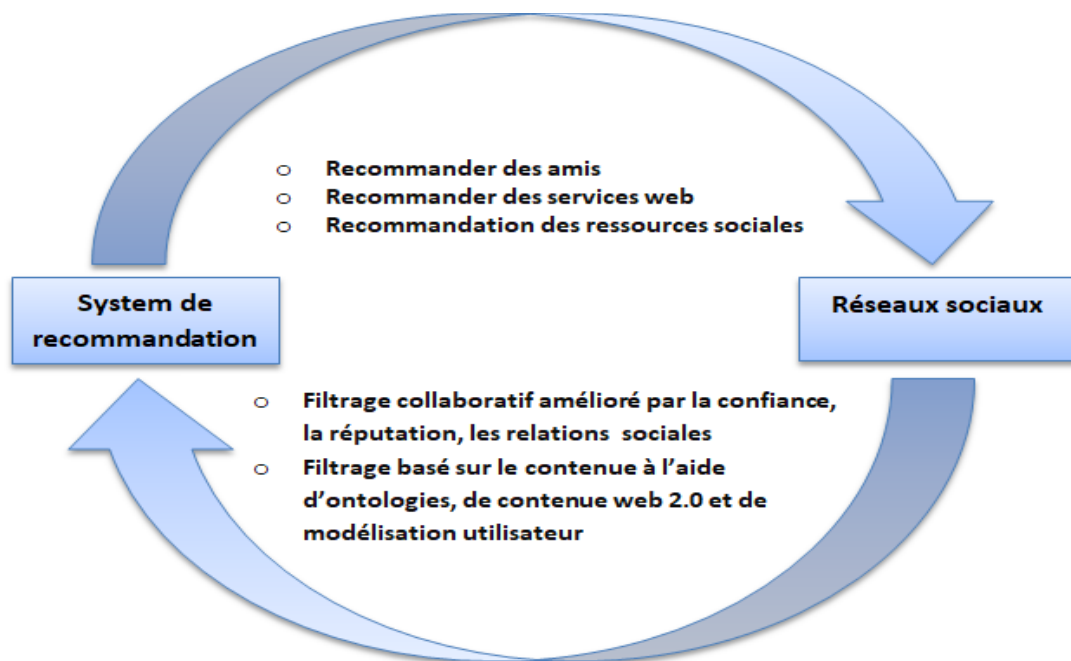 Recommander des amis
Recommander des services web
Recommandation des ressources sociales
System de
recommandation
Réseaux sociaux
Filtrage collaboratif amélioré par la confiance,
la réputation, les relations sociales
Filtrage basé sur le contenue à l’aide
d’ontologies, de contenue web 2.0 et de
modélisation utilisateur